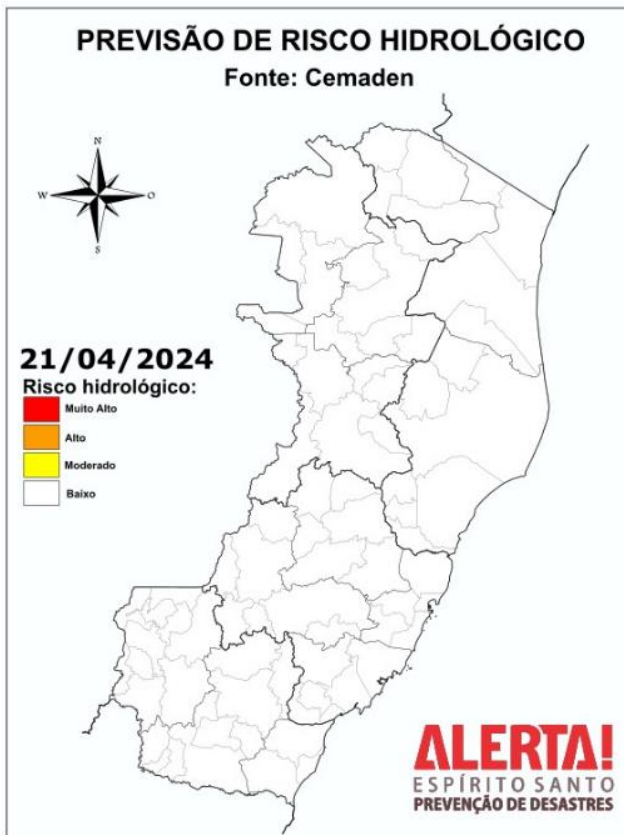 PREVISÃO DE RISCO HIDROLÓGICO
Fonte: Cemaden
N
W O
S
21/04/2024
Risco hidrológico:
Muito Alto
Alto
Moderado
Baixo
ALERTA!
ESPÍRITO SANTO
PREVENÇÃO DE DESASTRES